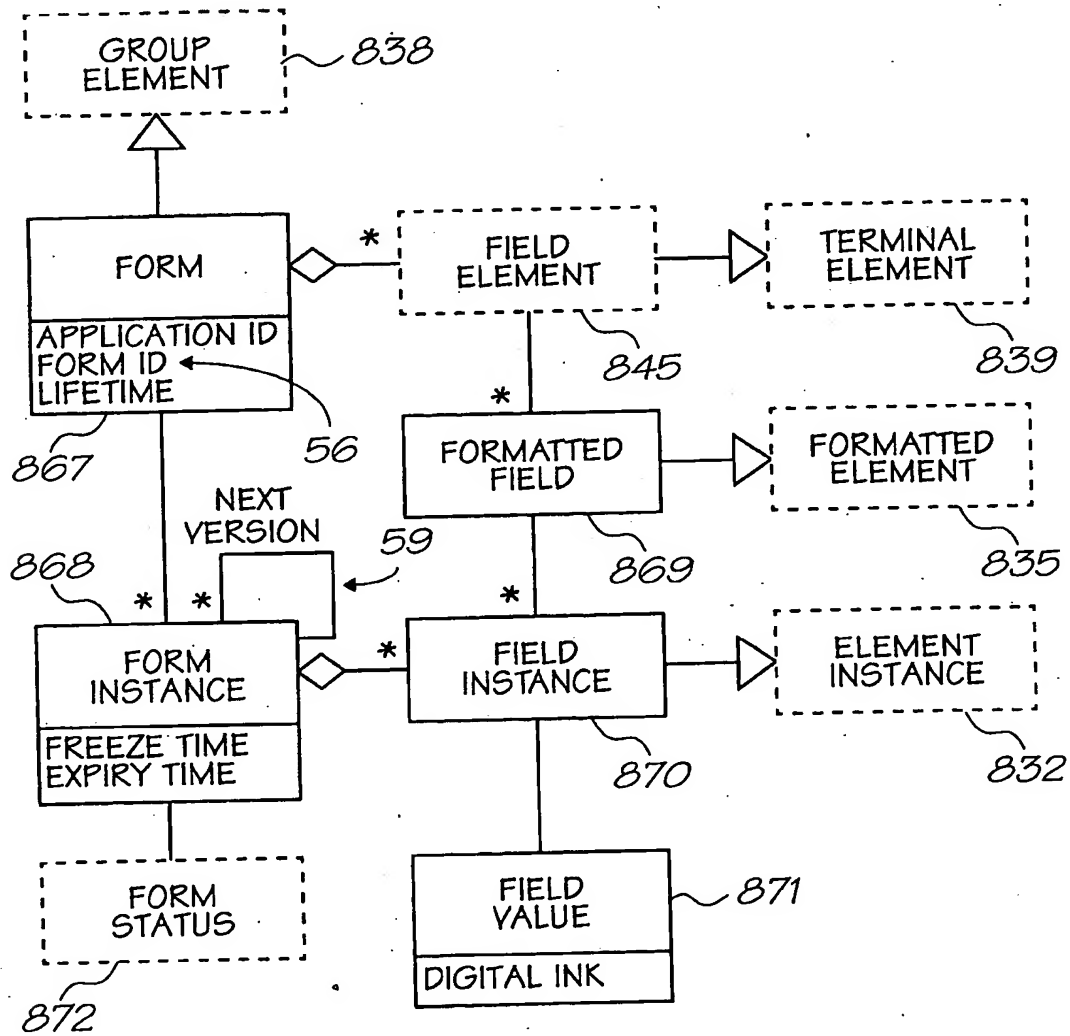 GROUP
ELEMENT
838
FORM
APPLICATION ID
FORM ID
LIFETIME
867
56
*
FIELD
ELEMENT
845
TERMINAL
ELEMENT
839
*
FORMATTED
FIELD
869
FORMATTED
ELEMENT
835
NEXT
VERSION
59
868
*
*
FORM
INSTANCE
FREEZE TIME
EXPIRY TIME
*
*
FIELD
INSTANCE
870
ELEMENT
INSTANCE
832
FORM
STATUS
872
FIELD
VALUE
871
DIGITAL INK